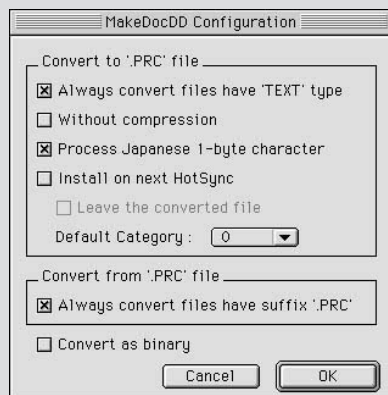 MakeDocDD Configuration
Convert to '.PRC' file
Always convert files have 'TEXT' type
Without compression
Process Japanese 1-byte character
Install on next HotSync
Leave the converted file
Default Category : 0
Convert from '.PRC' file
Always convert files have suffix '.PRC'
Convert as binary
Cancel OK